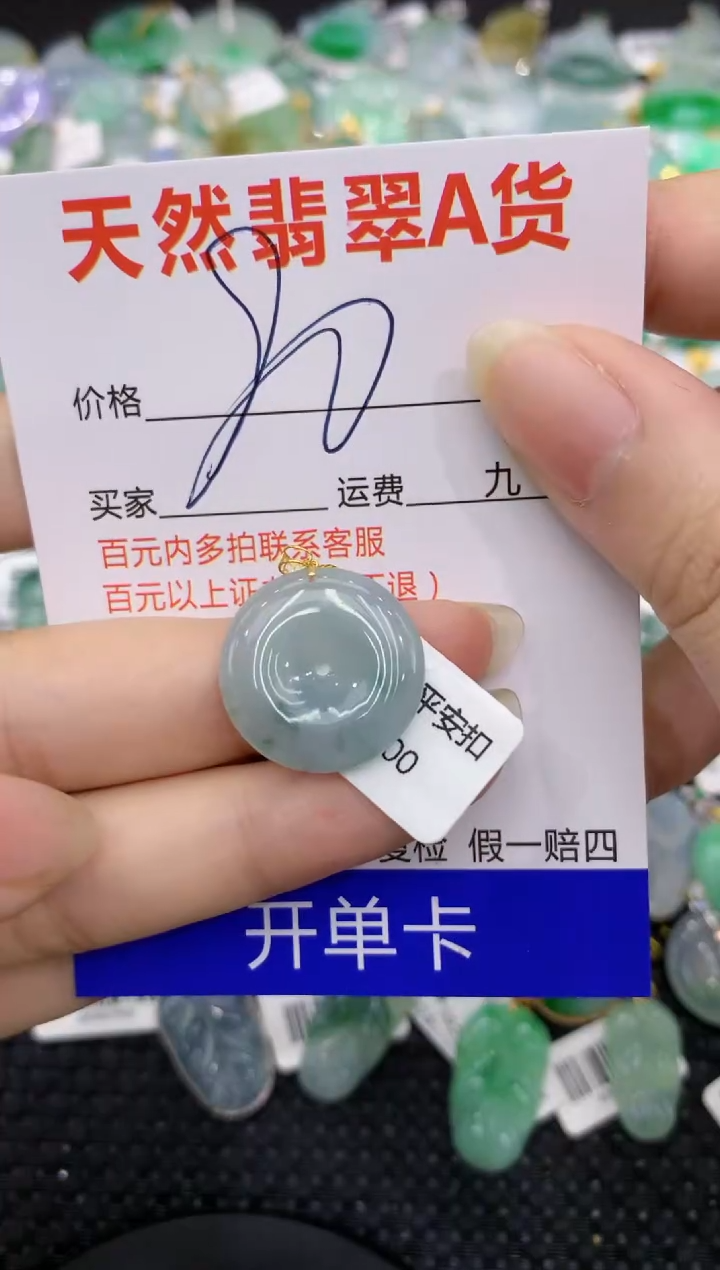 天然翡翠A货
价格
买家 运费 九
百元内多拍联系客服
百元以上证 退）
平安扣
00
复检 假一赔四
开单卡